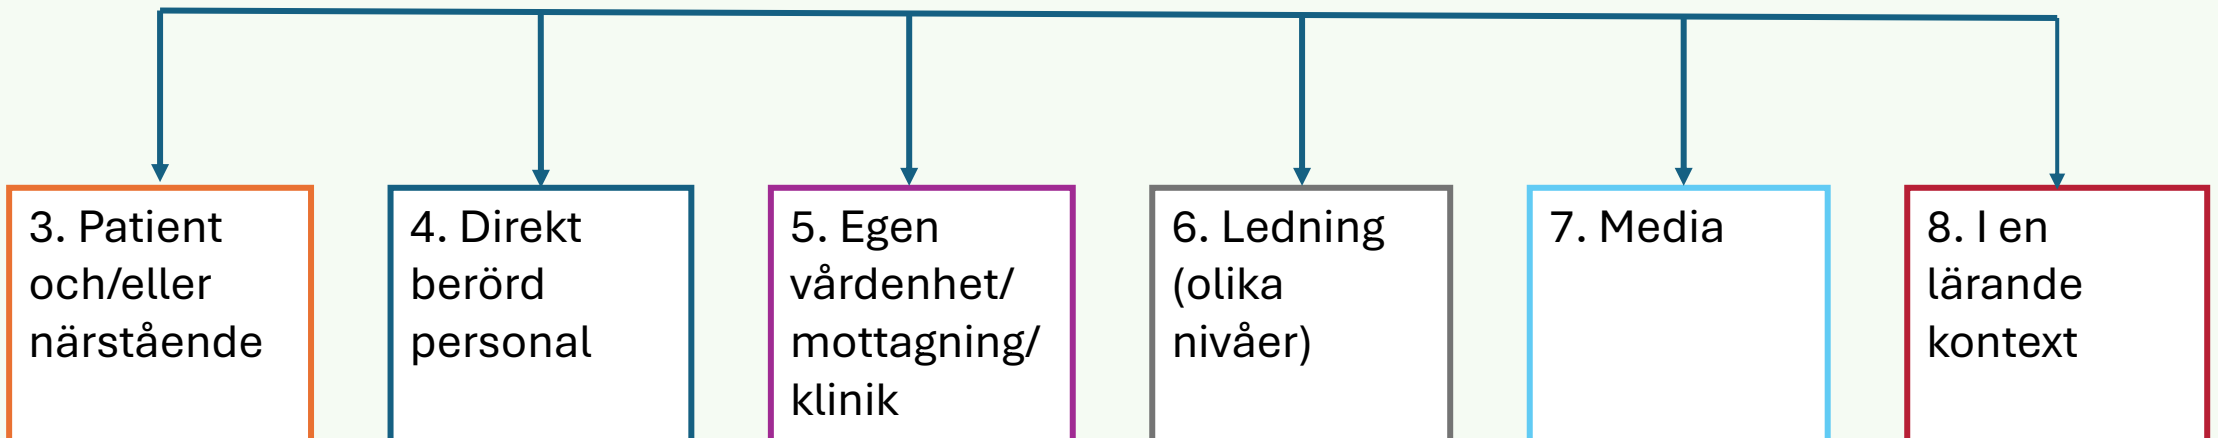 3. Patient
och/eller
närstående
4. Direkt
berörd
personal
5. Egen
vårdenhet/
mottagning/
klinik
6. Ledning
(olika
nivåer)
7. Media
8. I en
lärande
kontext